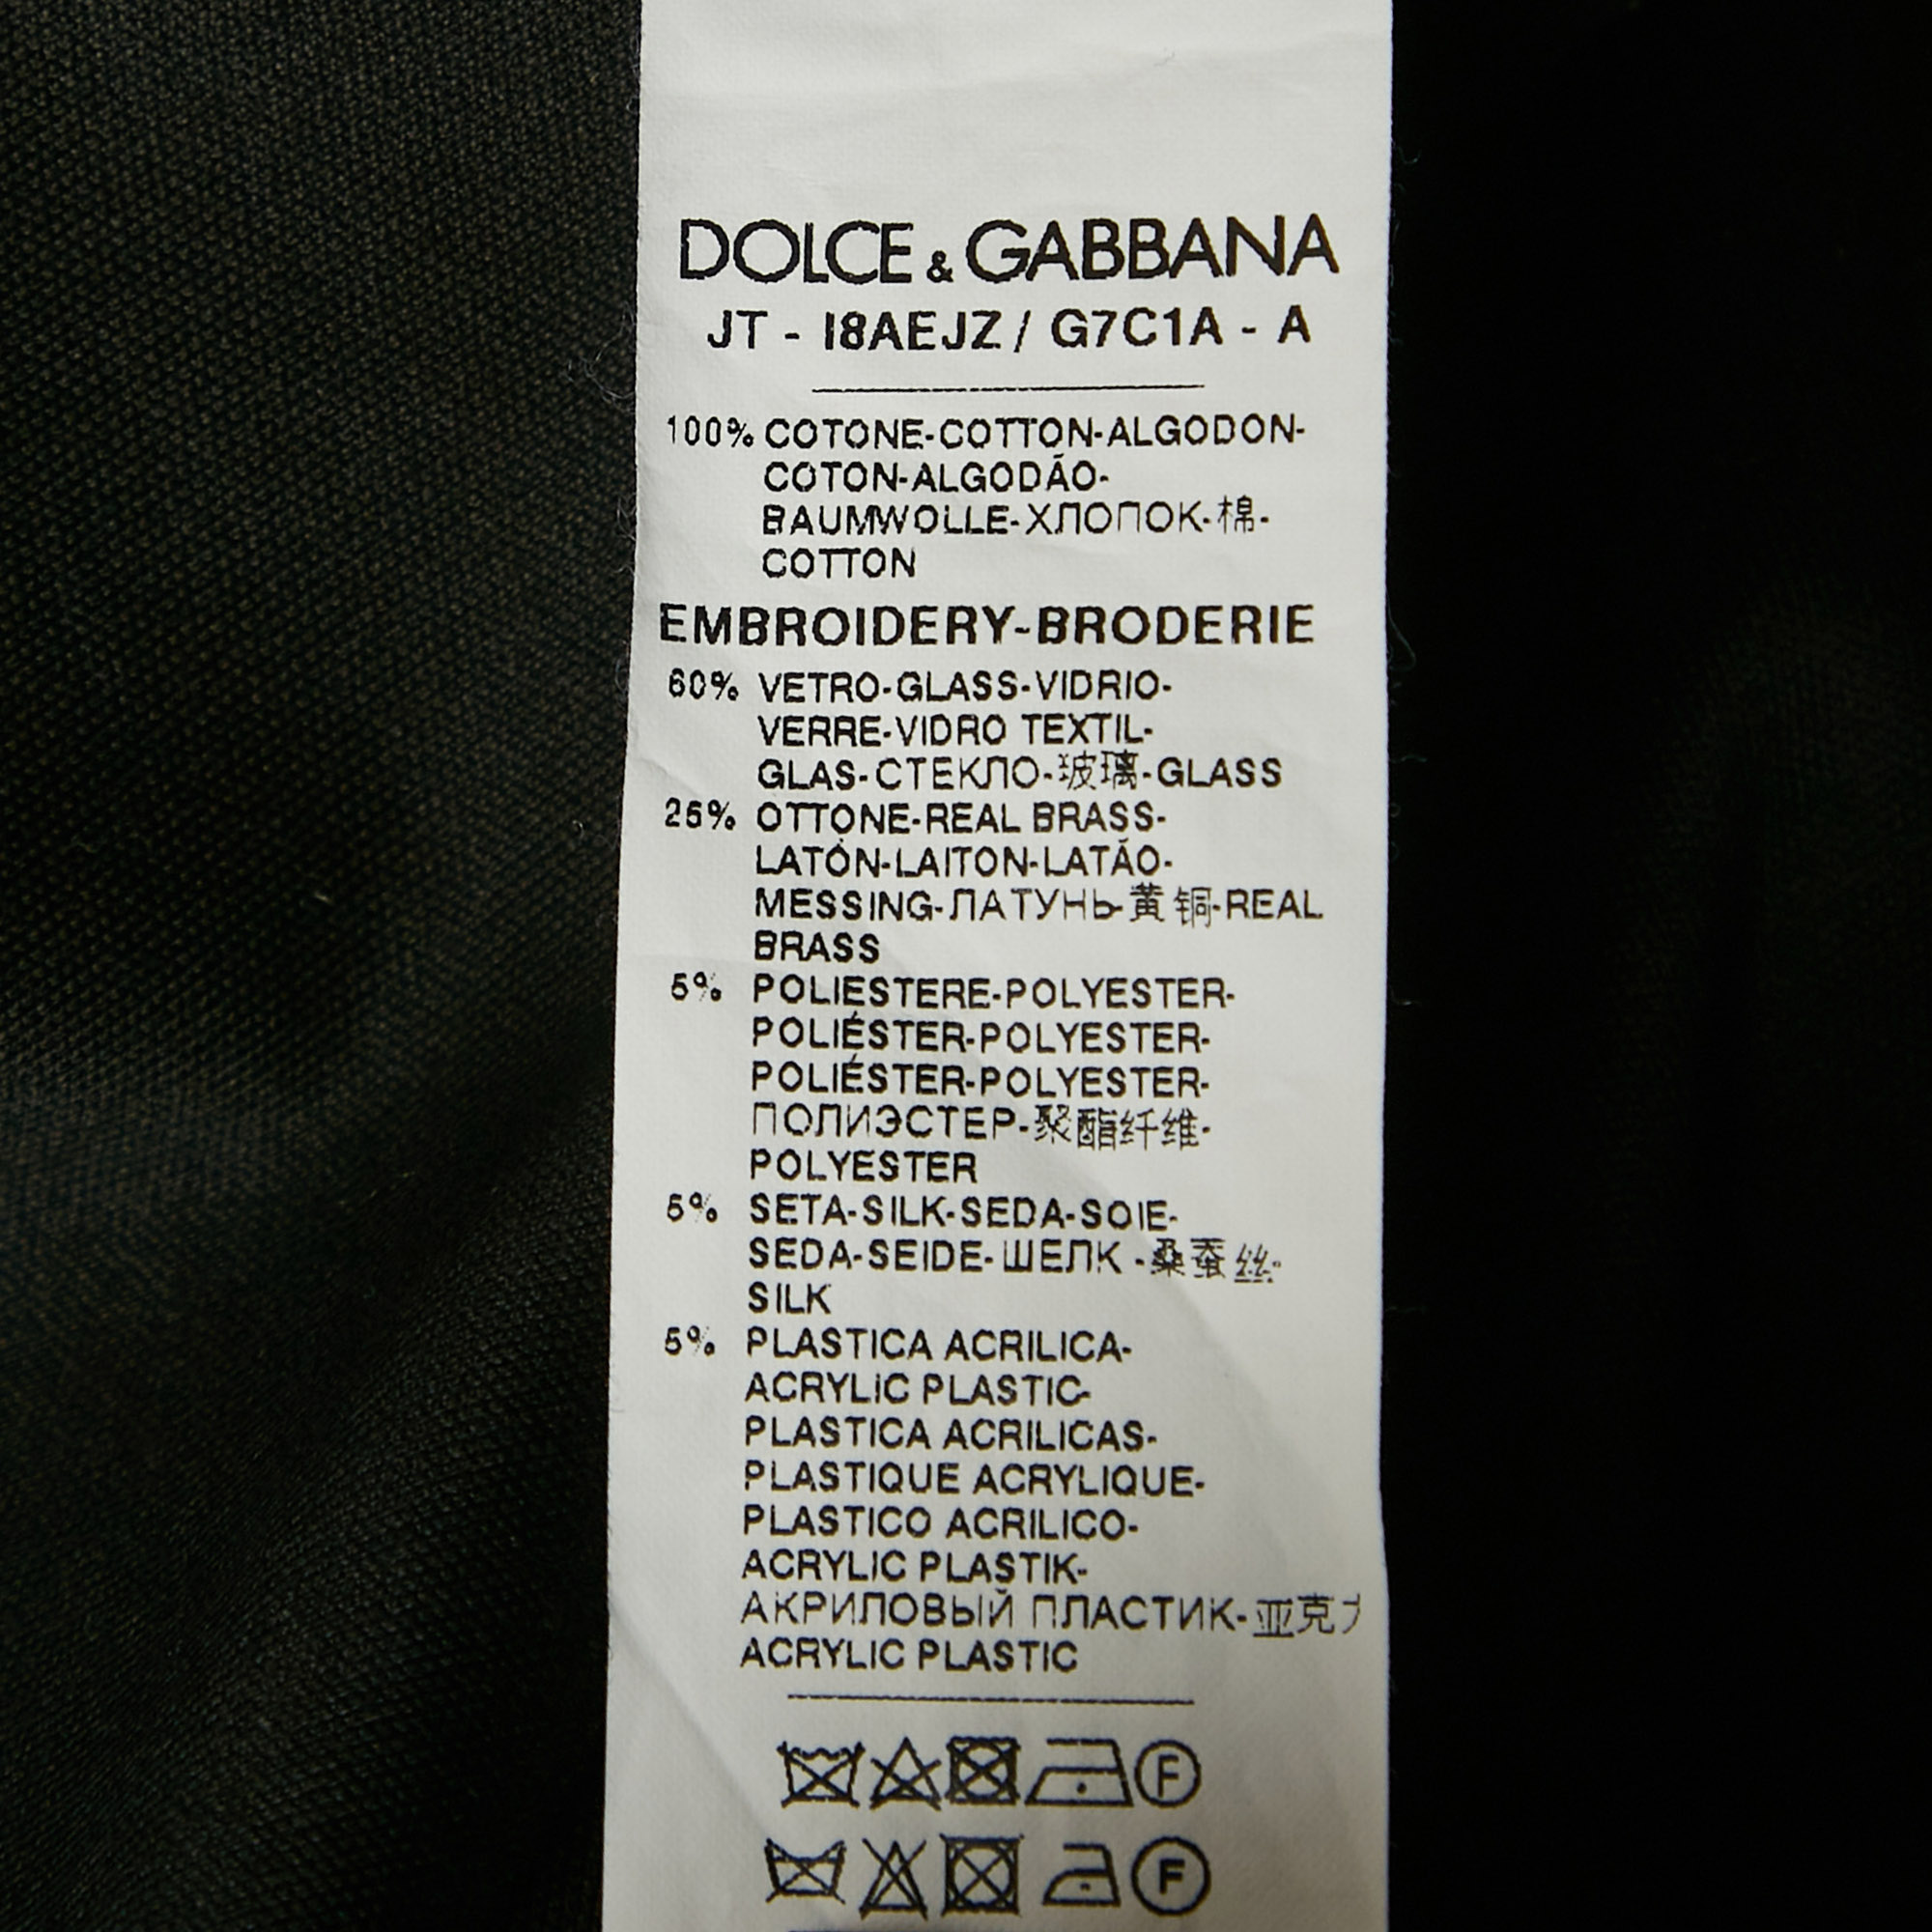 DOLCE & GABBANA
JT - I8AEJZ / G7C1A - A
100% COTONE-COTTON-ALGODON-
COTON-ALGODÃO-
BAUMWOLLE-ХЛОПОК-棉-
COTTON
EMBROIDERY-BRODERIE
60% VETRO-GLASS-VIDRIO-
VERRE-VIDRO TEXTIL-
GLAS-СТЕКЛО-玻璃-GLASS
25% OTTONE-REAL BRASS-
LATÓN-LAITON-LATÃO-
MESSING-ЛАТУНЬ-黄铜-REAL
BRASS
5% POLIESTERE-POLYESTER-
POLIÉSTER-POLYESTER-
POLIÉSTER-POLYESTER-
ПОЛИЭСТЕР-聚酯纤维-
POLYESTER
5% SETA-SILK-SEDA-SOIE-
SEDA-SEIDE-ШЕЛК -桑蚕丝-
SILK
5% PLASTICA ACRILICA-
ACRYLIC PLASTIC-
PLASTICA ACRILICAS-
PLASTIQUE ACRYLIQUE-
PLASTICO ACRILICO-
ACRYLIC PLASTIK-
АКРИЛОВЫЙ ПЛАСТИК-亚克力
ACRYLIC PLASTIC
F
F